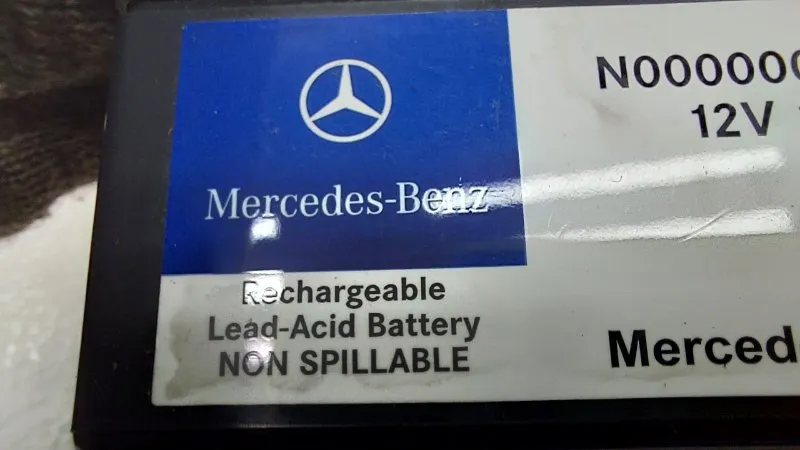 Mercedes-Benz
Rechargeable
Lead-Acid Battery
NON SPILLABLE
12V